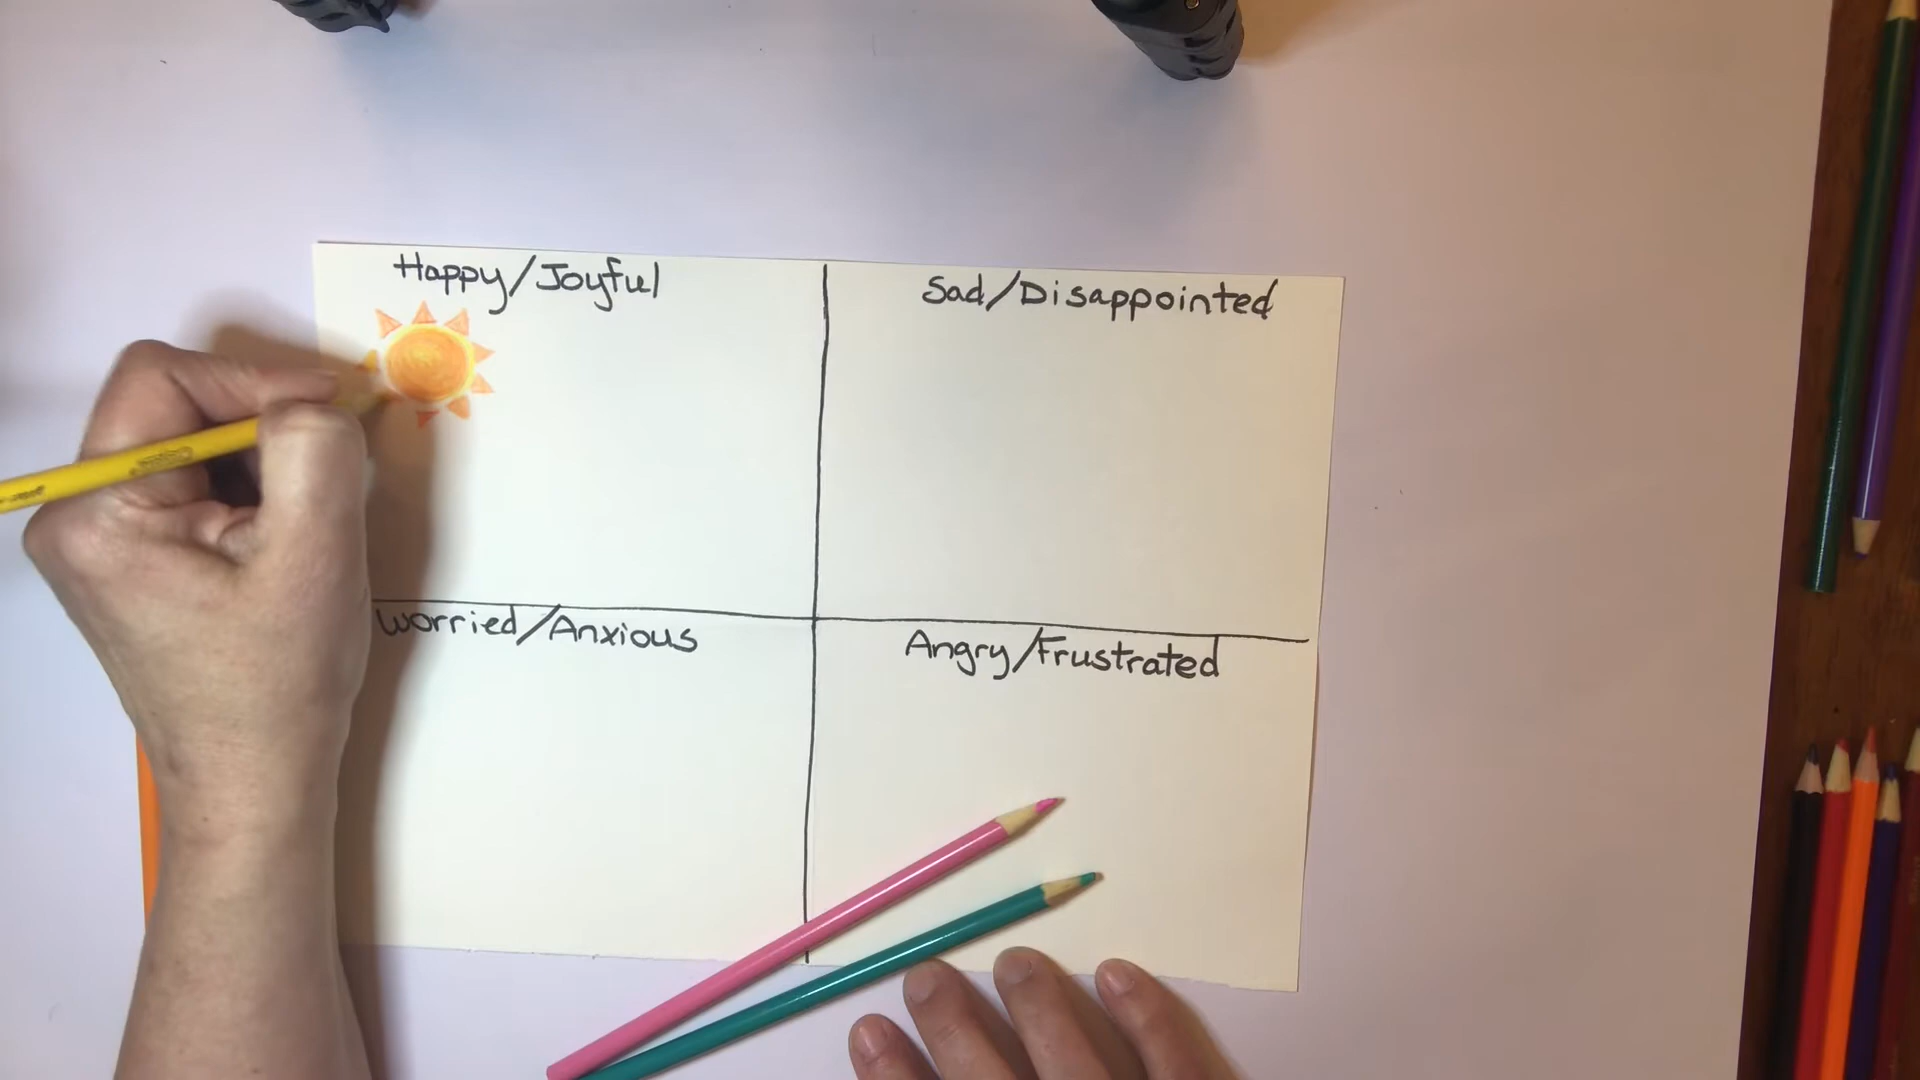 Happy/Joyful
Sad/Disappointed
Worried/Anxious
Angry/Frustrated